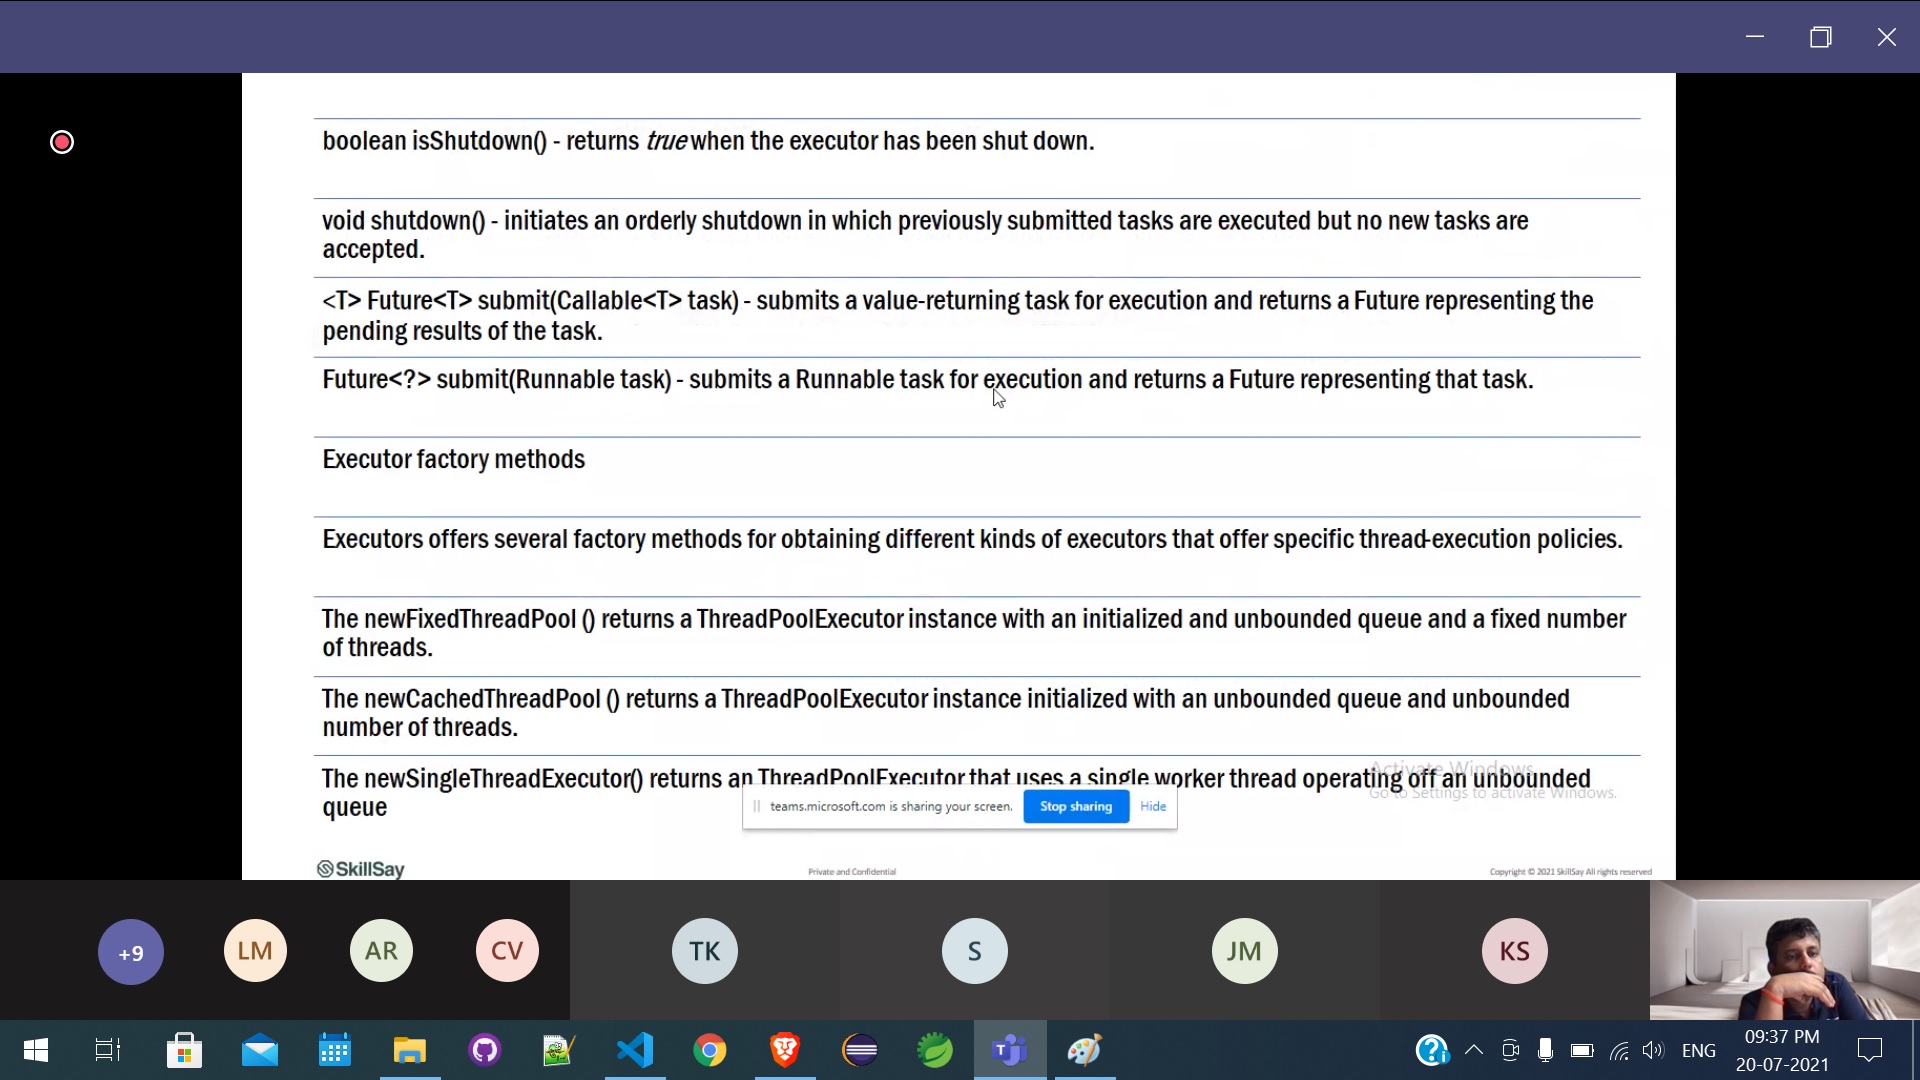 boolean isShutdown() - returns true when the executor has been shut down.
void shutdown() - initiates an orderly shutdown in which previously submitted tasks are executed but no new tasks are
accepted.
<T> Future<T> submit(Callable<T> task) - submits a value-returning task for execution and returns a Future representing the
pending results of the task.
Future<?> submit(Runnable task) - submits a Runnable task for execution and returns a Future representing that task.
Executor factory methods
Executors offers several factory methods for obtaining different kinds of executors that offer specific thread-execution policies.
The newFixedThreadPool () returns a ThreadPoolExecutor instance with an initialized and unbounded queue and a fixed number
of threads.
The newCachedThreadPool () returns a ThreadPoolExecutor instance initialized with an unbounded queue and unbounded
number of threads.
The newSingleThreadExecutor() returns an ThreadPoolExecutor that uses a single worker thread operating off an unbounded
queue
Activate Windows
Go to Settings to activate Windows.
teams.microsoft.com is sharing your screen. Stop sharing Hide
SkillSay
Private and Confidential
Copyright © 2021 SkillSay All rights reserved
+9 LM AR CV TK S JM KS
ENG
09:37 PM
20-07-2021